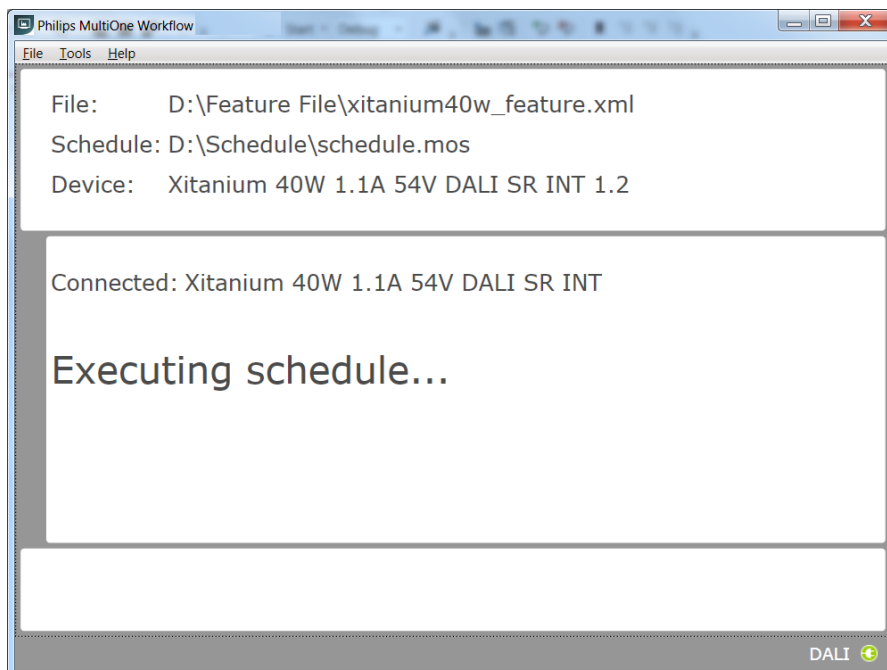 Philips MultiOne Workflow
File Tools Help
File: D:\Feature File\xitanium40w_feature.xml
Schedule: D:\Schedule\schedule.mos
Device: Xitanium 40W 1.1A 54V DALI SR INT 1.2
Connected: Xitanium 40W 1.1A 54V DALI SR INT
Executing schedule...
DALI